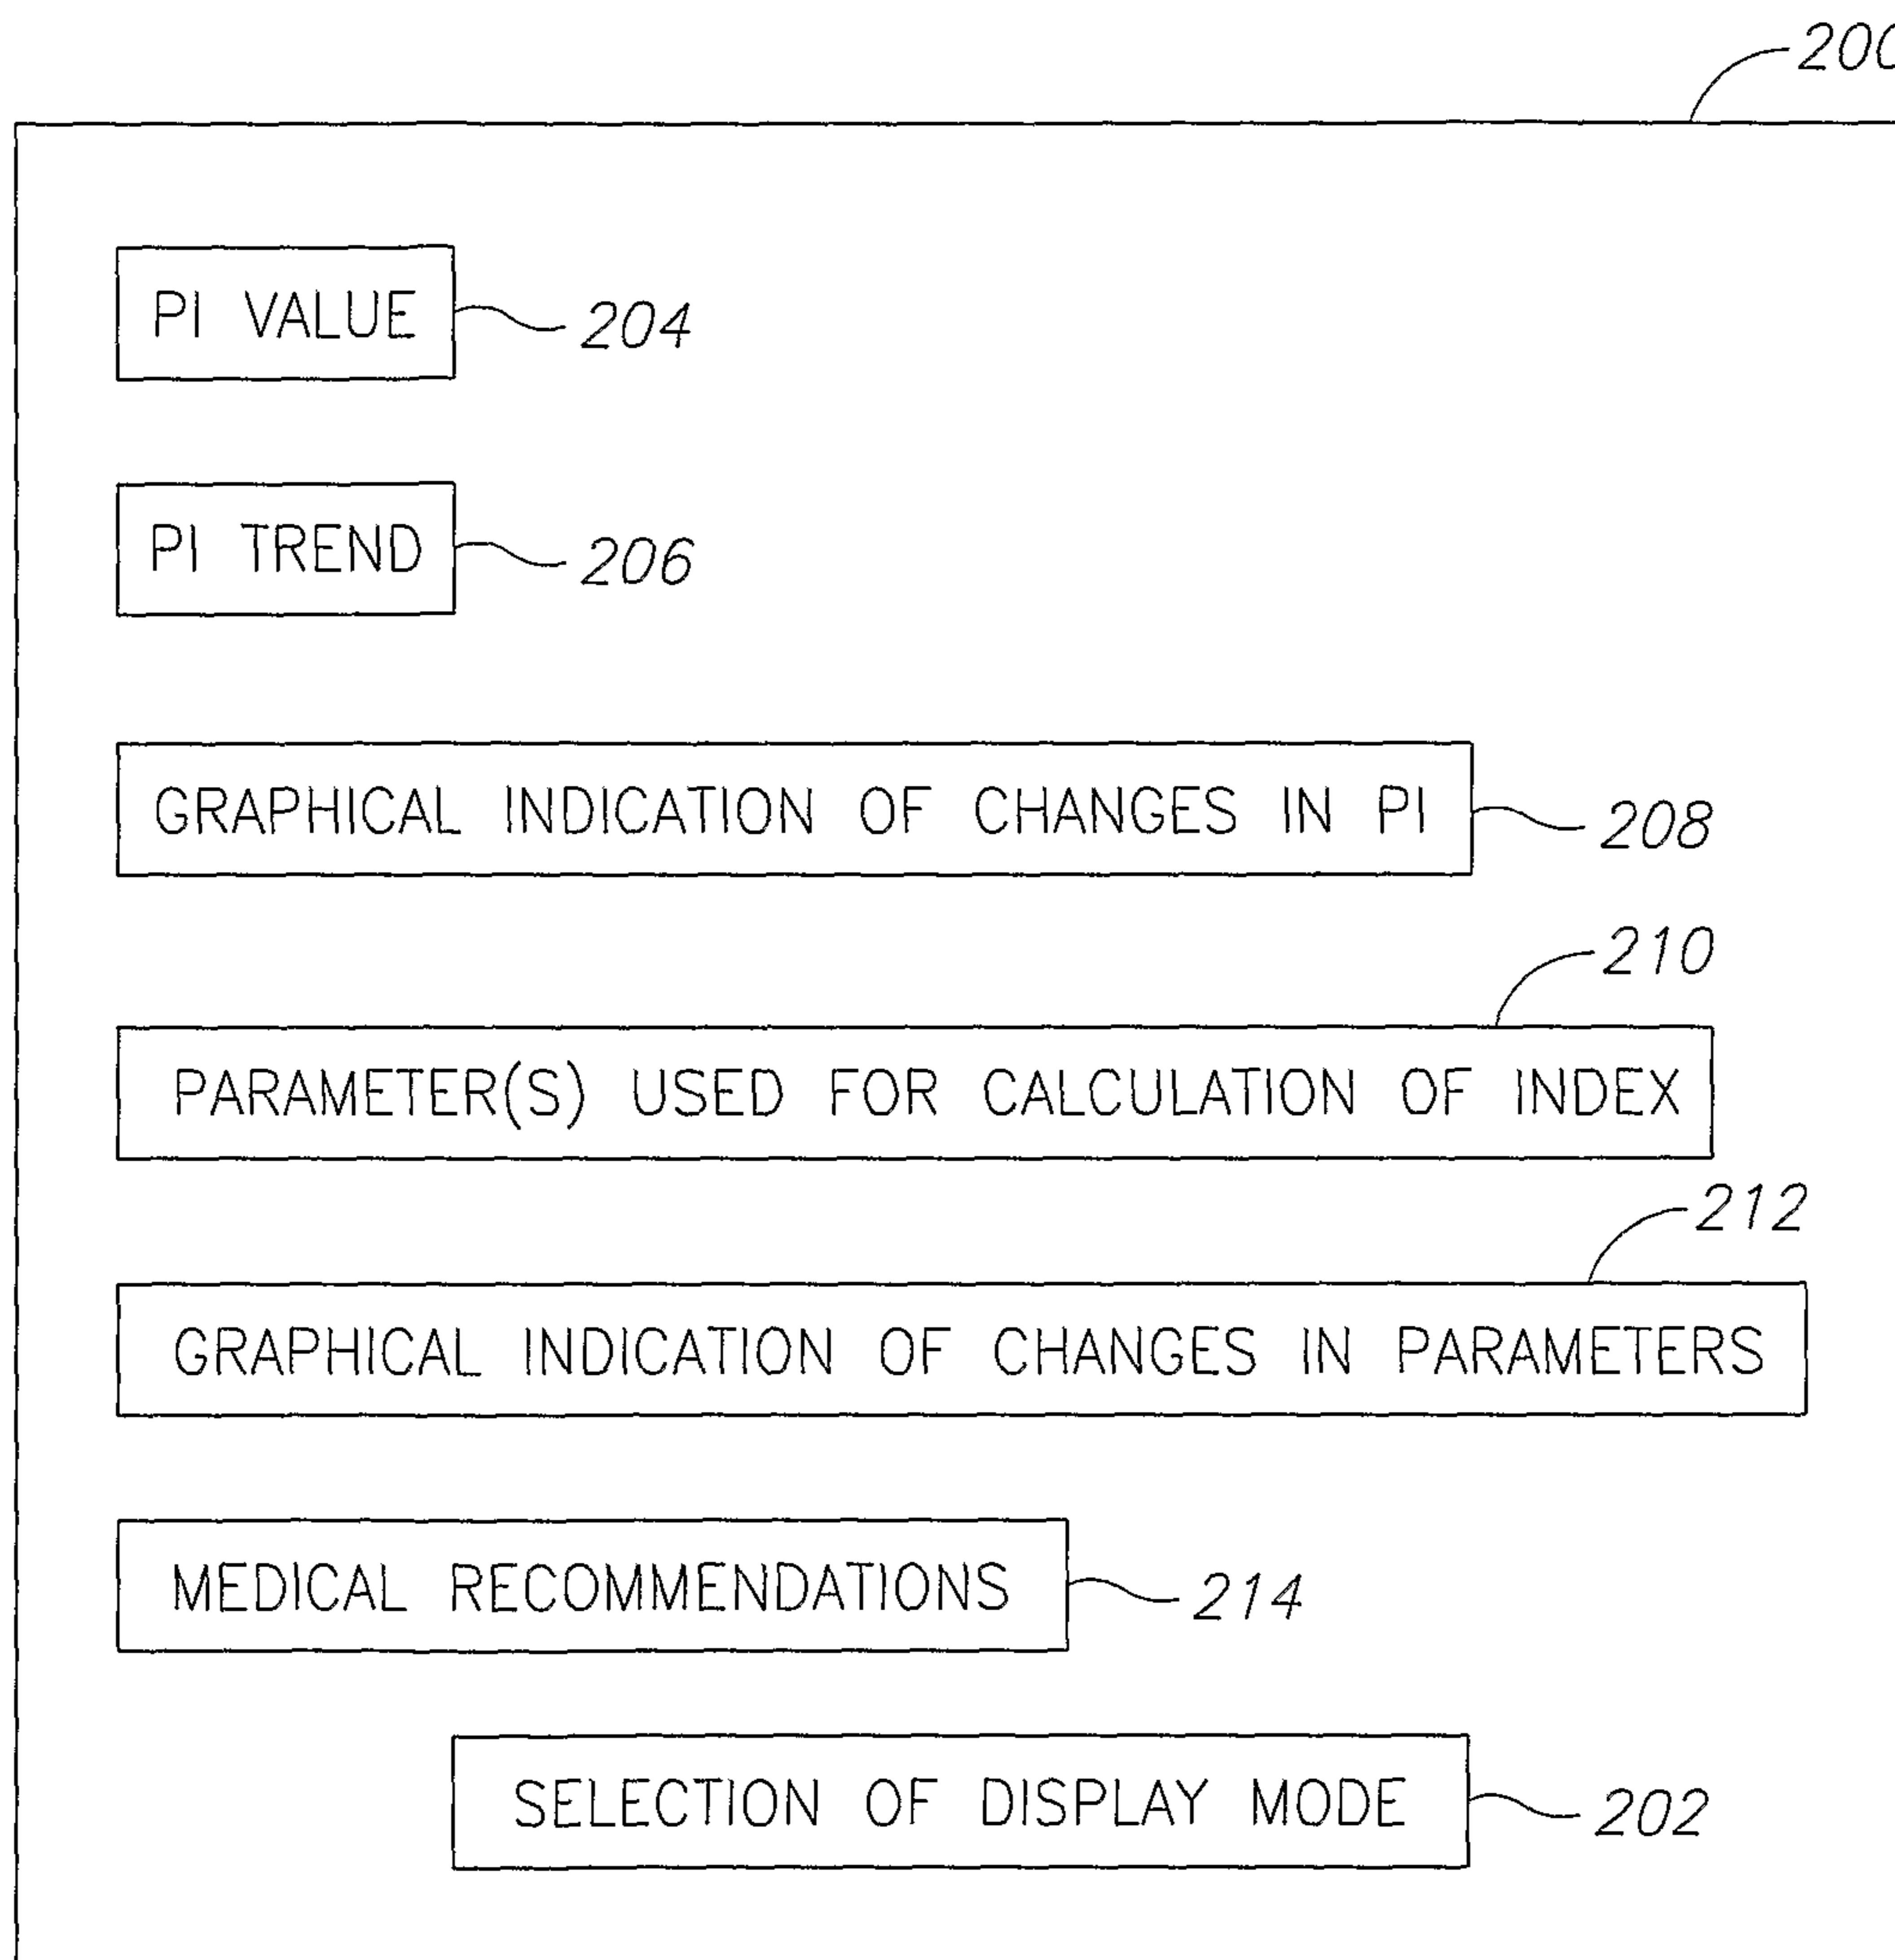 200
PI VALUE
204
PI TREND
206
GRAPHICAL INDICATION OF CHANGES IN PI
208
210
PARAMETER(S) USED FOR CALCULATION OF INDEX
212
GRAPHICAL INDICATION OF CHANGES IN PARAMETERS
MEDICAL RECOMMENDATIONS
214
SELECTION OF DISPLAY MODE
202